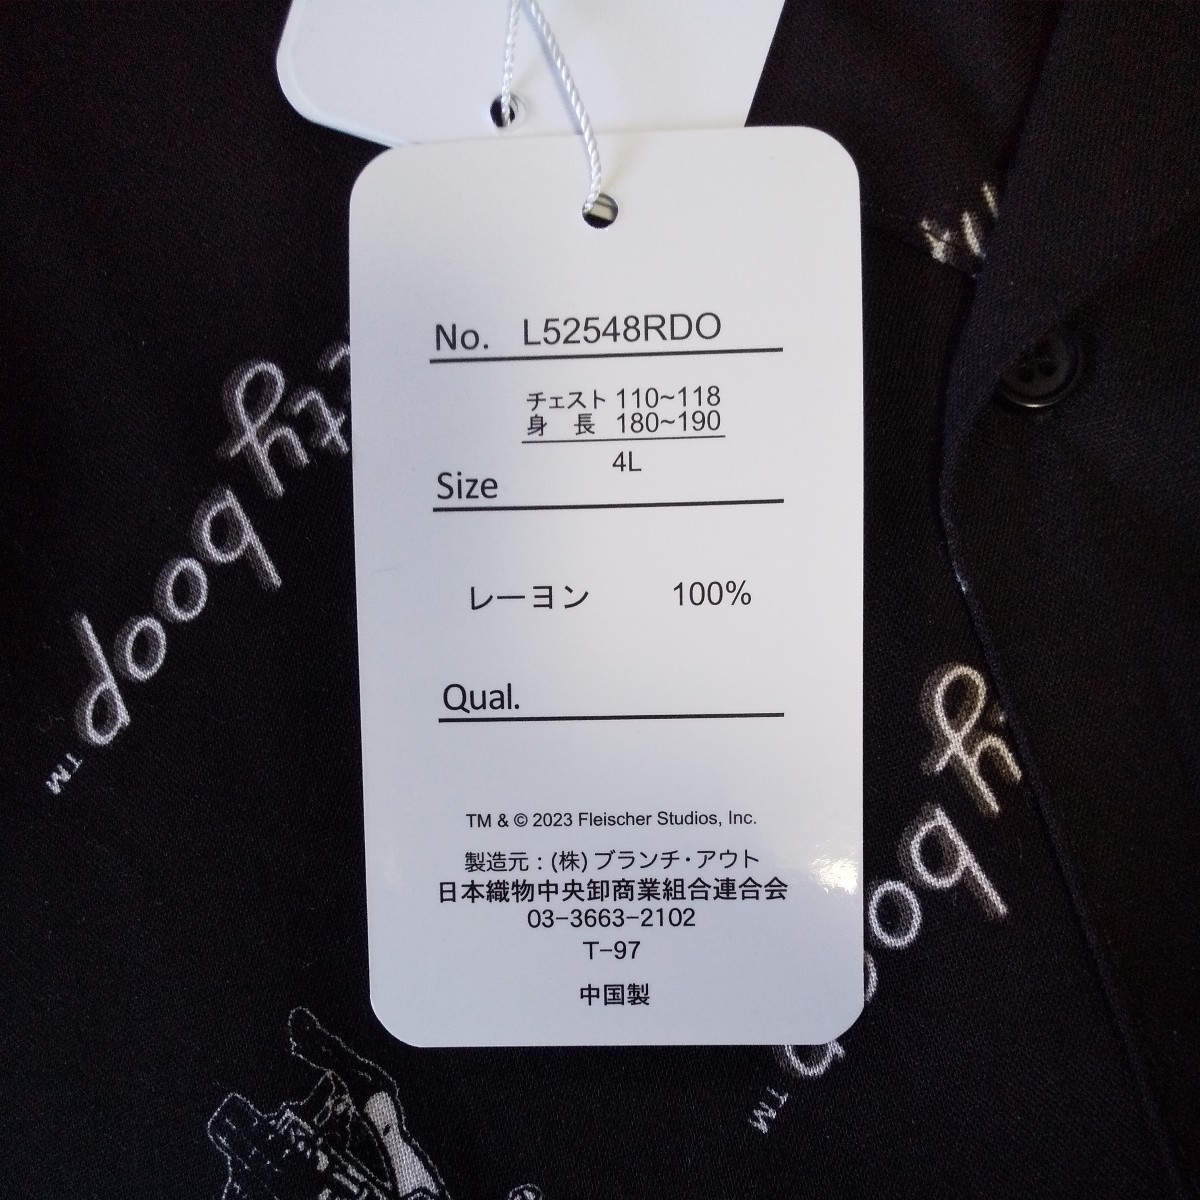 No. L52548RDO
チェスト 110~118
身 長 180~190
4L
Size
レーヨン 100%
Qual.
TM & © 2023 Fleischer Studios, Inc.
製造元：(株)ブランチ・アウト
日本織物中央卸商業組合連合会
03-3663-2102
T-97
中国製
boop
TM
TM